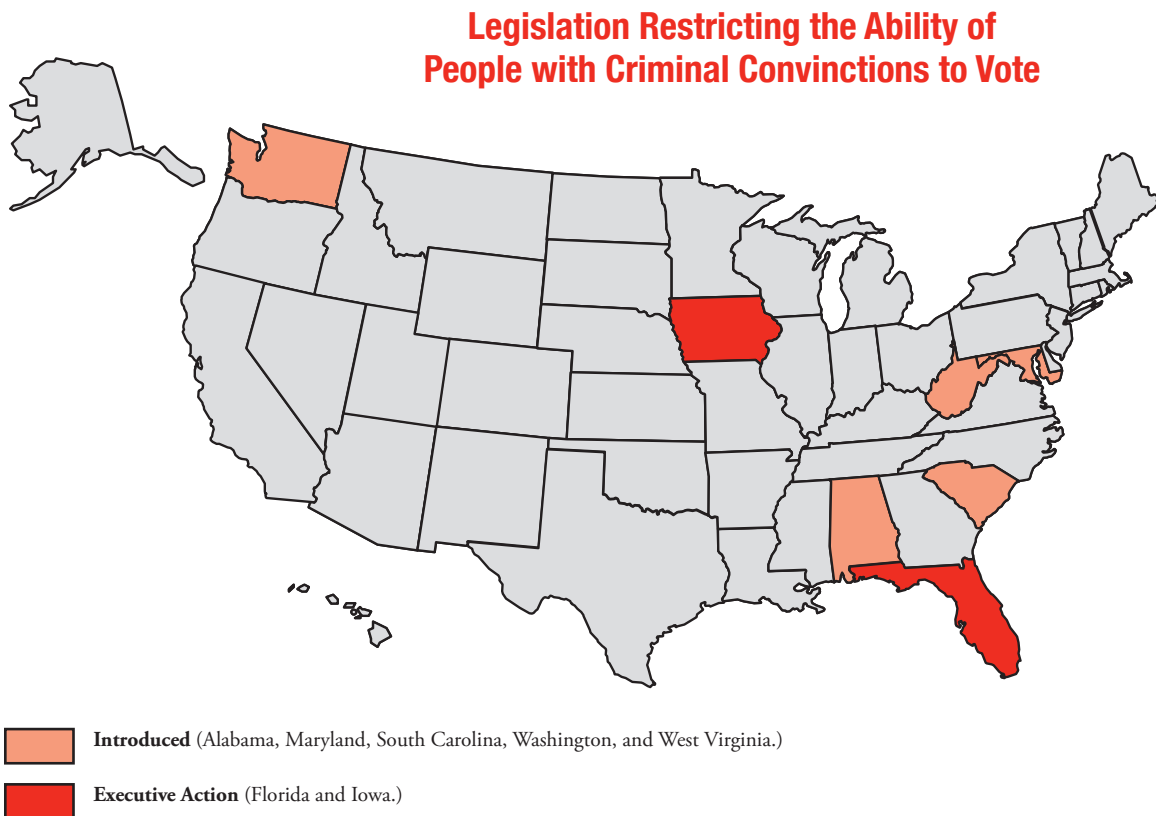 Legislation Restricting the Ability of
People with Criminal Convinctions to Vote
Introduced (Alabama, Maryland, South Carolina, Washington, and West Virginia.)
Executive Action (Florida and Iowa.)